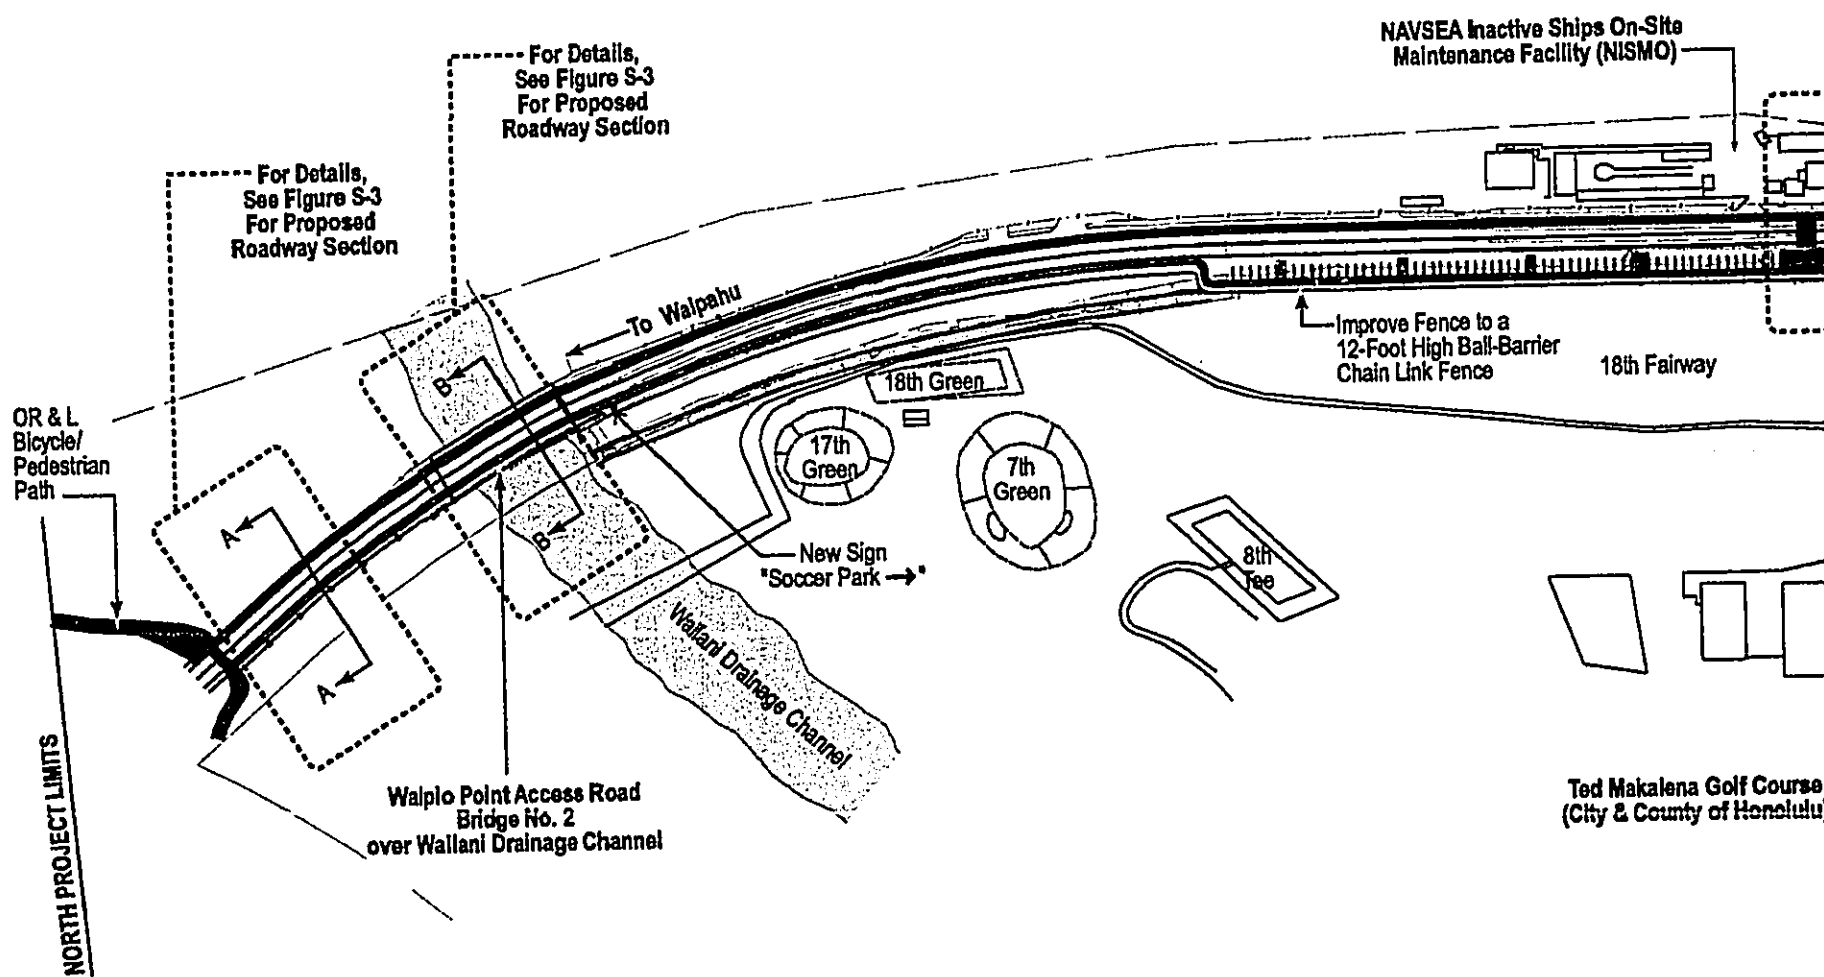 NAVSEA Inactive Ships On-Site
Maintenance Facility (NISMO)
For Details,
See Figure S-3
For Proposed
Roadway Section
For Details,
See Figure S-3
For Proposed
Roadway Section
To Waipahu
Improve Fence to a
12-Foot High Ball-Barrier
Chain Link Fence
18th Fairway
18th Green
OR & L
Bicycle/
Pedestrian
Path
17th
Green
7th
Green
B
B
A
A
8th
Tee
New Sign
"Soccer Park →"
Wailani Drainage Channel
Waipio Point Access Road
Bridge No. 2
over Wailani Drainage Channel
Ted Makalena Golf Course
(City & County of Honolulu)
NORTH PROJECT LIMITS